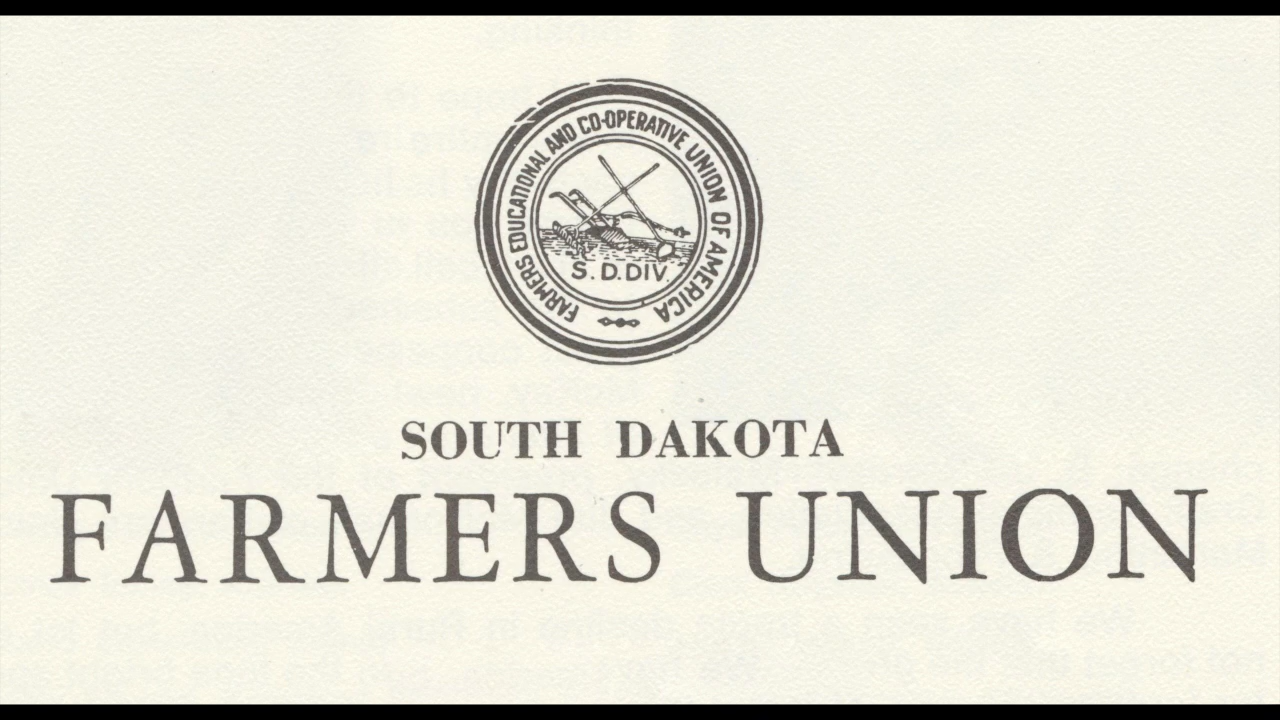 FARMERS EDUCATIONAL AND CO-OPERATIVE UNION OF AMERICA
S. D. DIV.
SOUTH DAKOTA
FARMERS UNION